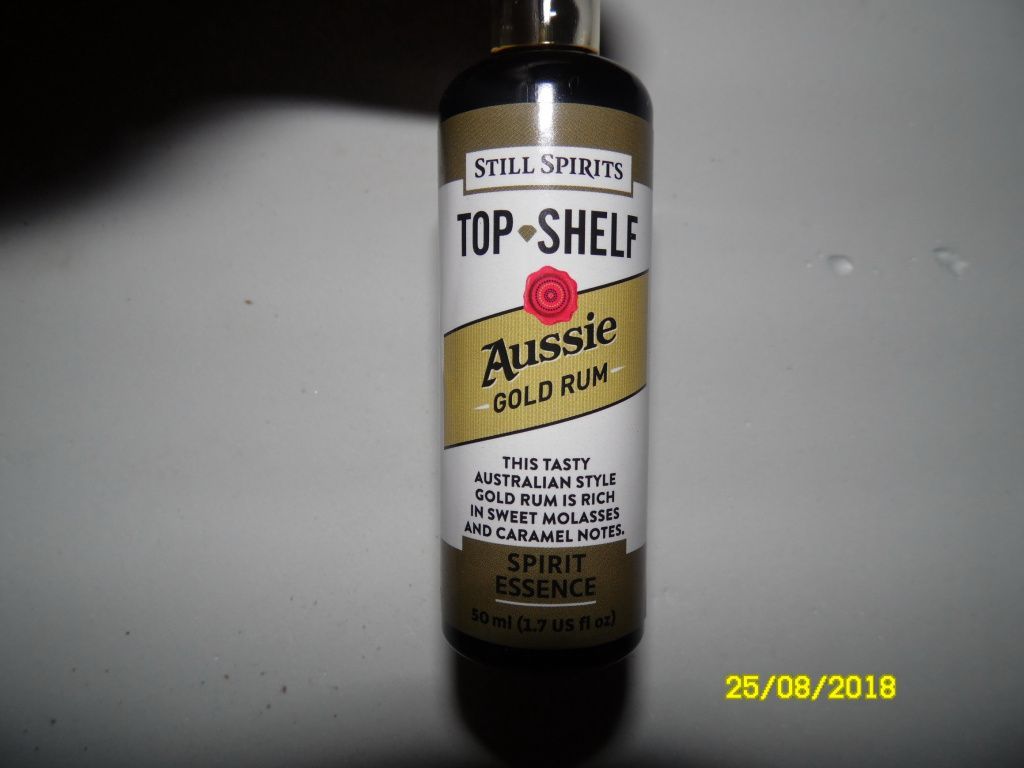 STILL SPIRITS
TOP SHELF
Aussie
GOLD RUM
THIS TASTY
AUSTRALIAN STYLE
GOLD RUM IS RICH
IN SWEET MOLASSES
AND CARAMEL NOTES.
SPIRIT
ESSENCE
50 ml (1.7 US fl oz)
25/08/2018